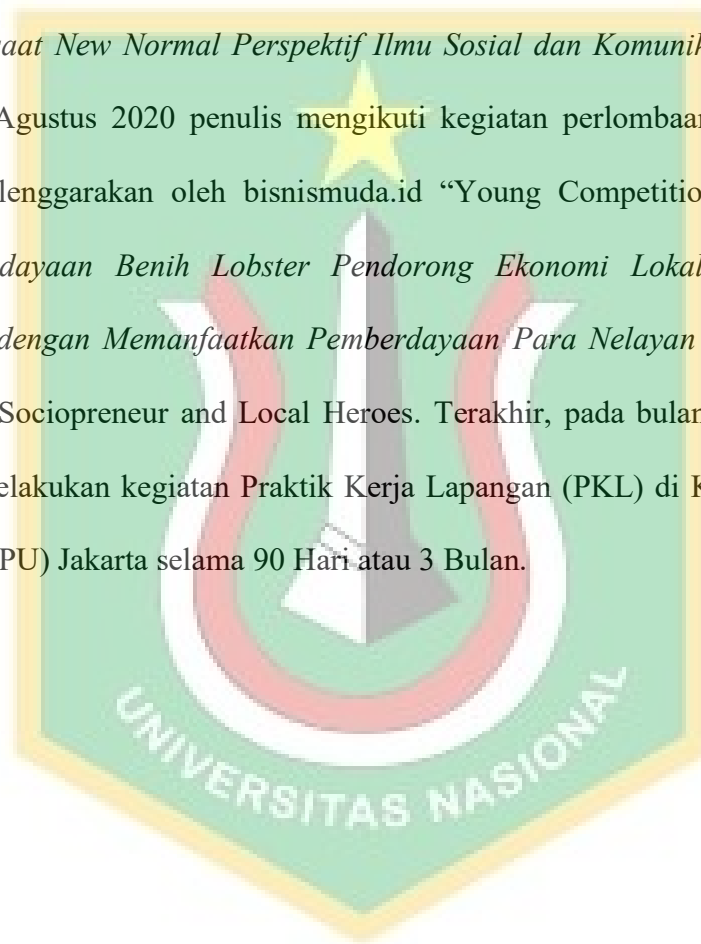 aat New Normal Perspektif Ilmu Sosial dan Komunik
Agustus 2020 penulis mengikuti kegiatan perlombaan
lenggarakan oleh bisnismuda.id “Young Competitio
dayaan Benih Lobster Pendorong Ekonomi Lokal
dengan Memanfaatkan Pemberdayaan Para Nelayan
Sociopreneur and Local Heroes. Terakhir, pada bulan
elakukan kegiatan Praktik Kerja Lapangan (PKL) di K
PU) Jakarta selama 90 Hari atau 3 Bulan.
UNIVERSITAS NASIONAL